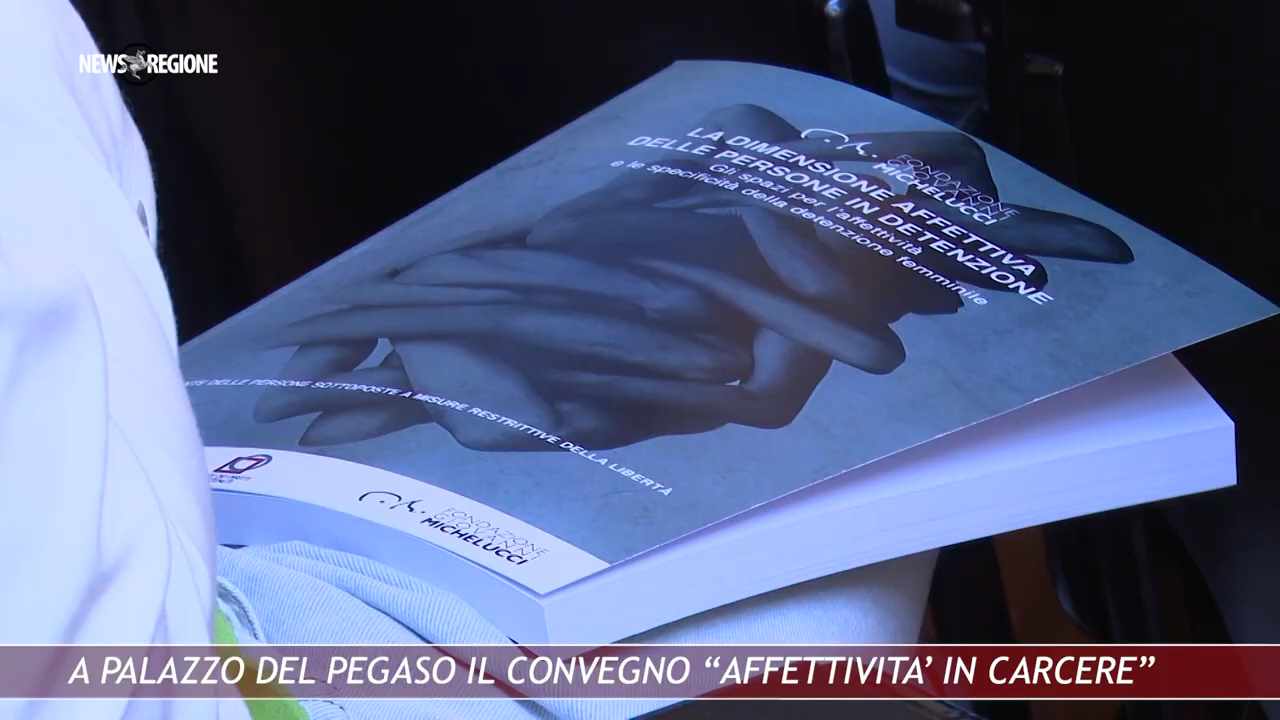 NEWS REGIONE
FONDAZIONE
GIOVANNI
MICHELUCCI
LA DIMENSIONE AFFETTIVA
DELLE PERSONE IN DETENZIONE
Gli spazi per l'affettività
e le specificità della detenzione femminile
DELLE PERSONE SOTTOPOSTE A MISURE RESTRITTIVE DELLA LIBERTÀ
FONDAZIONE
GIOVANNI
MICHELUCCI
A PALAZZO DEL PEGASO IL CONVEGNO “AFFETTIVITA’ IN CARCERE”